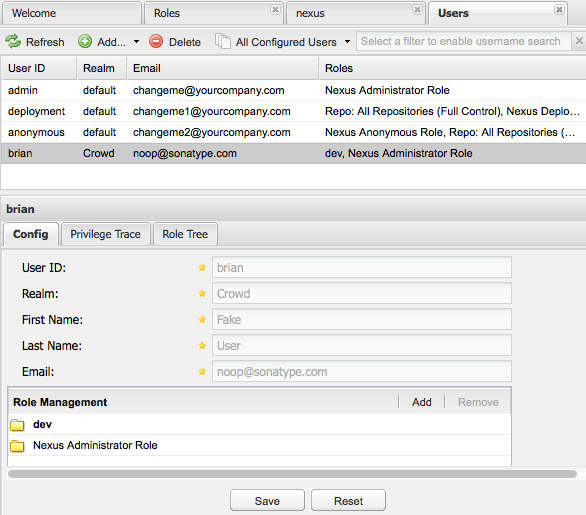 Welcome Roles nexus Users
Refresh Add... Delete All Configured Users Select a filter to enable username search
User ID Realm Email Roles
admin default changeme@yourcompany.com Nexus Administrator Role
deployment default changeme1@yourcompany.com Repo: All Repositories (Full Control), Nexus Deplo...
anonymous default changeme2@yourcompany.com Nexus Anonymous Role, Repo: All Repositories (...
brian Crowd noop@sonatype.com dev, Nexus Administrator Role
brian
Config Privilege Trace Role Tree
User ID: brian
Realm: Crowd
First Name: Fake
Last Name: User
Email: noop@sonatype.com
Role Management Add Remove
dev
Nexus Administrator Role
Save Reset